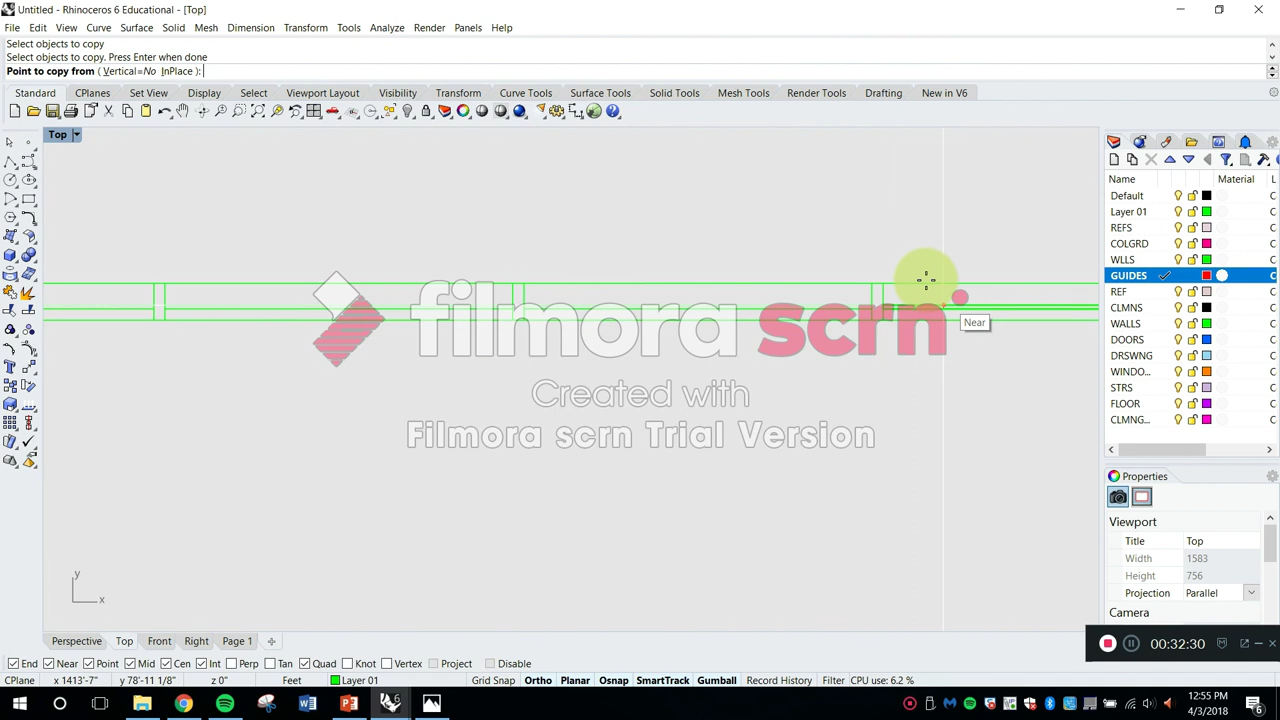 Untitled - Rhinoceros 6 Educational - [Top]
File Edit View Curve Surface Solid Mesh Dimension Transform Tools Analyze Render Panels Help
Select objects to copy
Select objects to copy. Press Enter when done
Point to copy from ( Vertical=No InPlace ):
Standard CPlanes Set View Display Select Viewport Layout Visibility Transform Curve Tools Surface Tools Solid Tools Mesh Tools Render Tools Drafting New in V6
Top
Name Material L
Default C
Layer 01 C
REFS C
COLGRD C
WLLS C
GUIDES C
REF C
CLMNS C
WALLS C
DOORS C
DRSWNG C
WINDO... C
STRS C
FLOOR C
CLMNG... C
filmora scrn
Near
Created with
Filmora scrn Trial Version
Properties
Viewport
Title Top
Width 1583
Height 756
Projection Parallel
Camera
y
x
00:32:30
Perspective Top Front Right Page 1
End Near Point Mid Cen Int Perp Tan Quad Knot Vertex Project Disable
CPlane x 1413'-7" y 78'-11 1/8" z 0" Feet Layer 01 Grid Snap Ortho Planar Osnap SmartTrack Gumball Record History Filter CPU use: 6.2 %
12:55 PM
4/3/2018
6